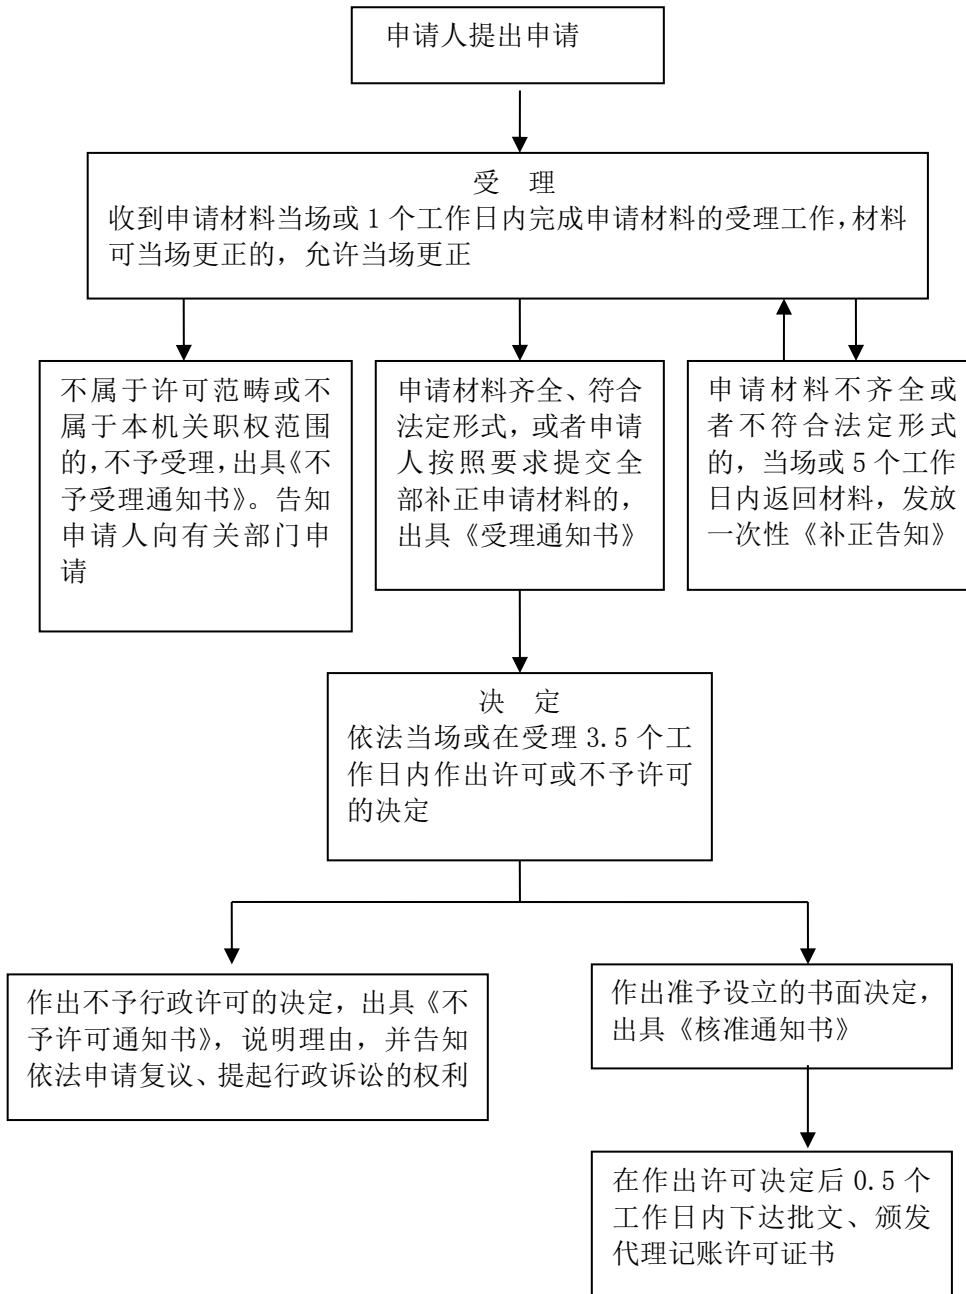 申请人提出申请
受 理
收到申请材料当场或 1 个工作日内完成申请材料的受理工作，材料
可当场更正的，允许当场更正
不属于许可范畴或不
属于本机关职权范围
的，不予受理，出具《不
予受理通知书》。告知
申请人向有关部门申
请
申请材料齐全、符合
法定形式，或者申请
人按照要求提交全
部补正申请材料的，
出具《受理通知书》
申请材料不齐全或
者不符合法定形式
的，当场或 5 个工作
日内返回材料，发放
一次性《补正告知》
决 定
依法当场或在受理 3.5 个工
作日内作出许可或不予许可
的决定
作出不予行政许可的决定，出具《不
予许可通知书》，说明理由，并告知
依法申请复议、提起行政诉讼的权利
作出准予设立的书面决定，
出具《核准通知书》
在作出许可决定后 0.5 个
工作日内下达批文、颁发
代理记账许可证书